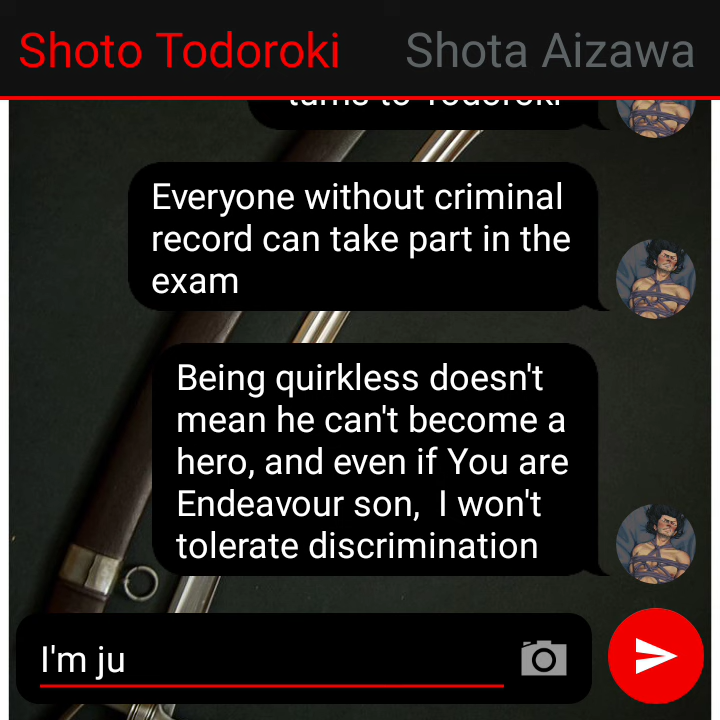 Shoto Todoroki Shota Aizawa
turns to Todoroki
Everyone without criminal
record can take part in the
exam
Being quirkless doesn't
mean he can't become a
hero, and even if You are
Endeavour son,  I won't
tolerate discrimination
I'm ju